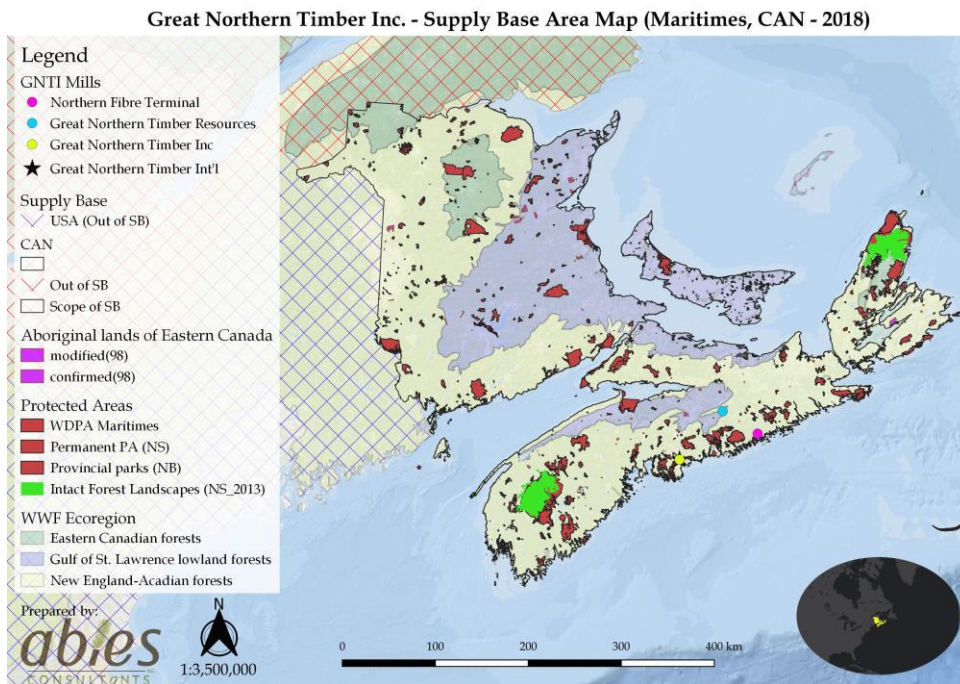 Great Northern Timber Inc. - Supply Base Area Map (Maritimes, CAN - 2018)
Legend
GNTI Mills
Northern Fibre Terminal
Great Northern Timber Resources
Great Northern Timber Inc
Great Northern Timber Int'l
Supply Base
USA (Out of SB)
CAN
Out of SB
Scope of SB
Aboriginal lands of Eastern Canada
modified(98)
confirmed(98)
Protected Areas
WDPA Maritimes
Permanent PA (NS)
Provincial parks (NB)
Intact Forest Landscapes (NS_2013)
WWF Ecoregion
Eastern Canadian forests
Gulf of St. Lawrence lowland forests
New England-Acadian forests
Prepared by:
abies
CONSULTANTS
N
1:3,500,000
0 100 200 300 400 km